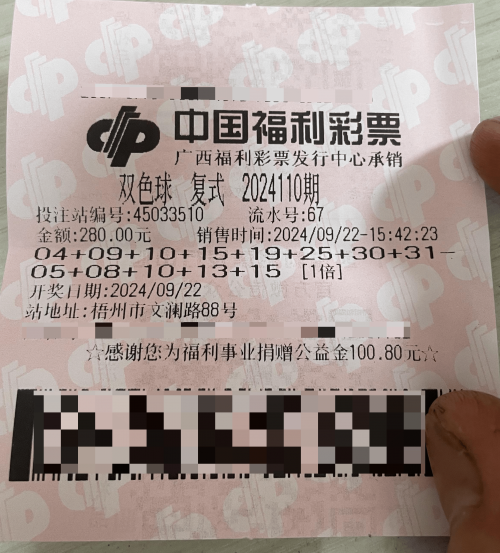 中国福利彩票
广西福利彩票发行中心承销
双色球 复式 2024110期
投注站编号:45033510 流水号:67
金额:280.00元 销售时间:2024/09/22-15:42:23
04+09+10+15+19+25+30+31-
05+08+10+13+15 [1倍]
开奖日期:2024/09/22
站地址:梧州市文澜路88号
☆感谢您为福利事业捐赠公益金100.80元☆